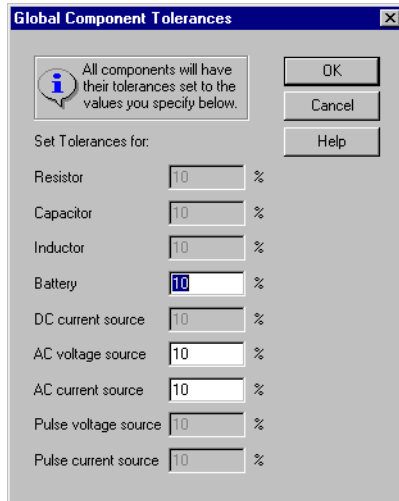 Global Component Tolerances
All components will have
their tolerances set to the
values you specify below.
OK
Cancel
Help
Set Tolerances for:
Resistor 10 %
Capacitor 10 %
Inductor 10 %
Battery 10 %
DC current source 10 %
AC voltage source 10 %
AC current source 10 %
Pulse voltage source 10 %
Pulse current source 10 %